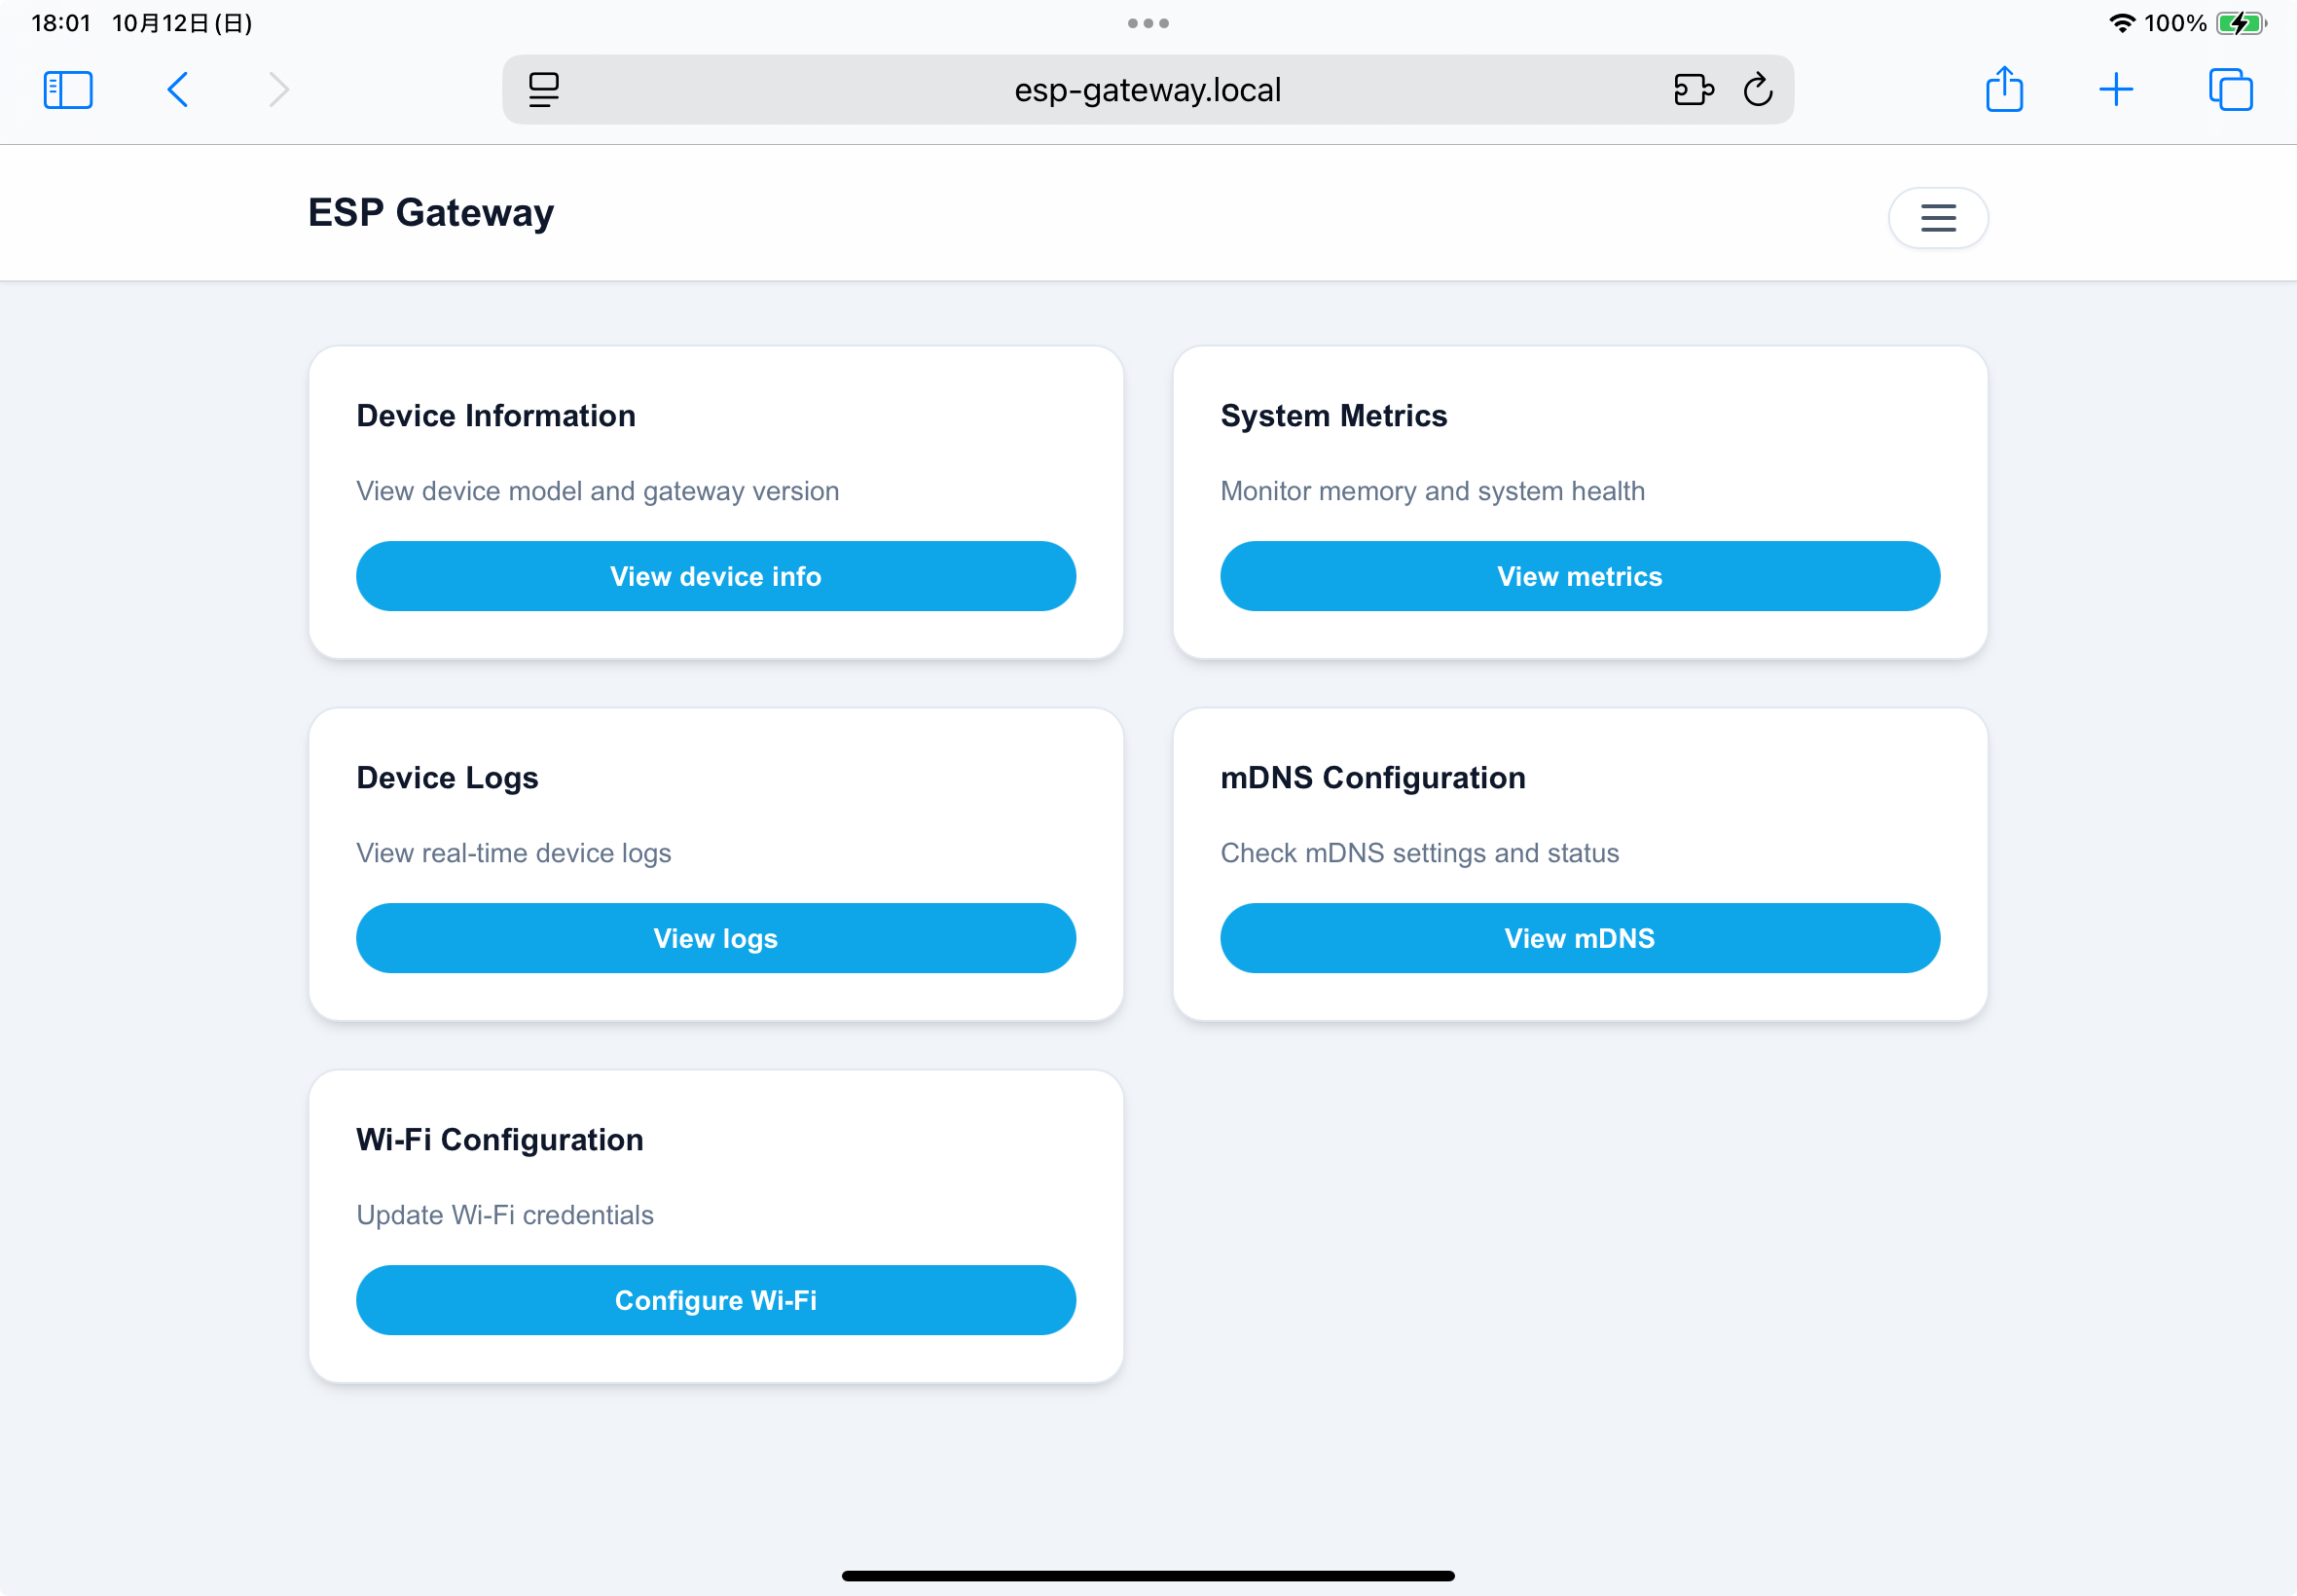 18:01 10月12日(日)
100%
esp-gateway.local
ESP Gateway
Device Information
View device model and gateway version
View device info
System Metrics
Monitor memory and system health
View metrics
Device Logs
View real-time device logs
View logs
mDNS Configuration
Check mDNS settings and status
View mDNS
Wi-Fi Configuration
Update Wi-Fi credentials
Configure Wi-Fi